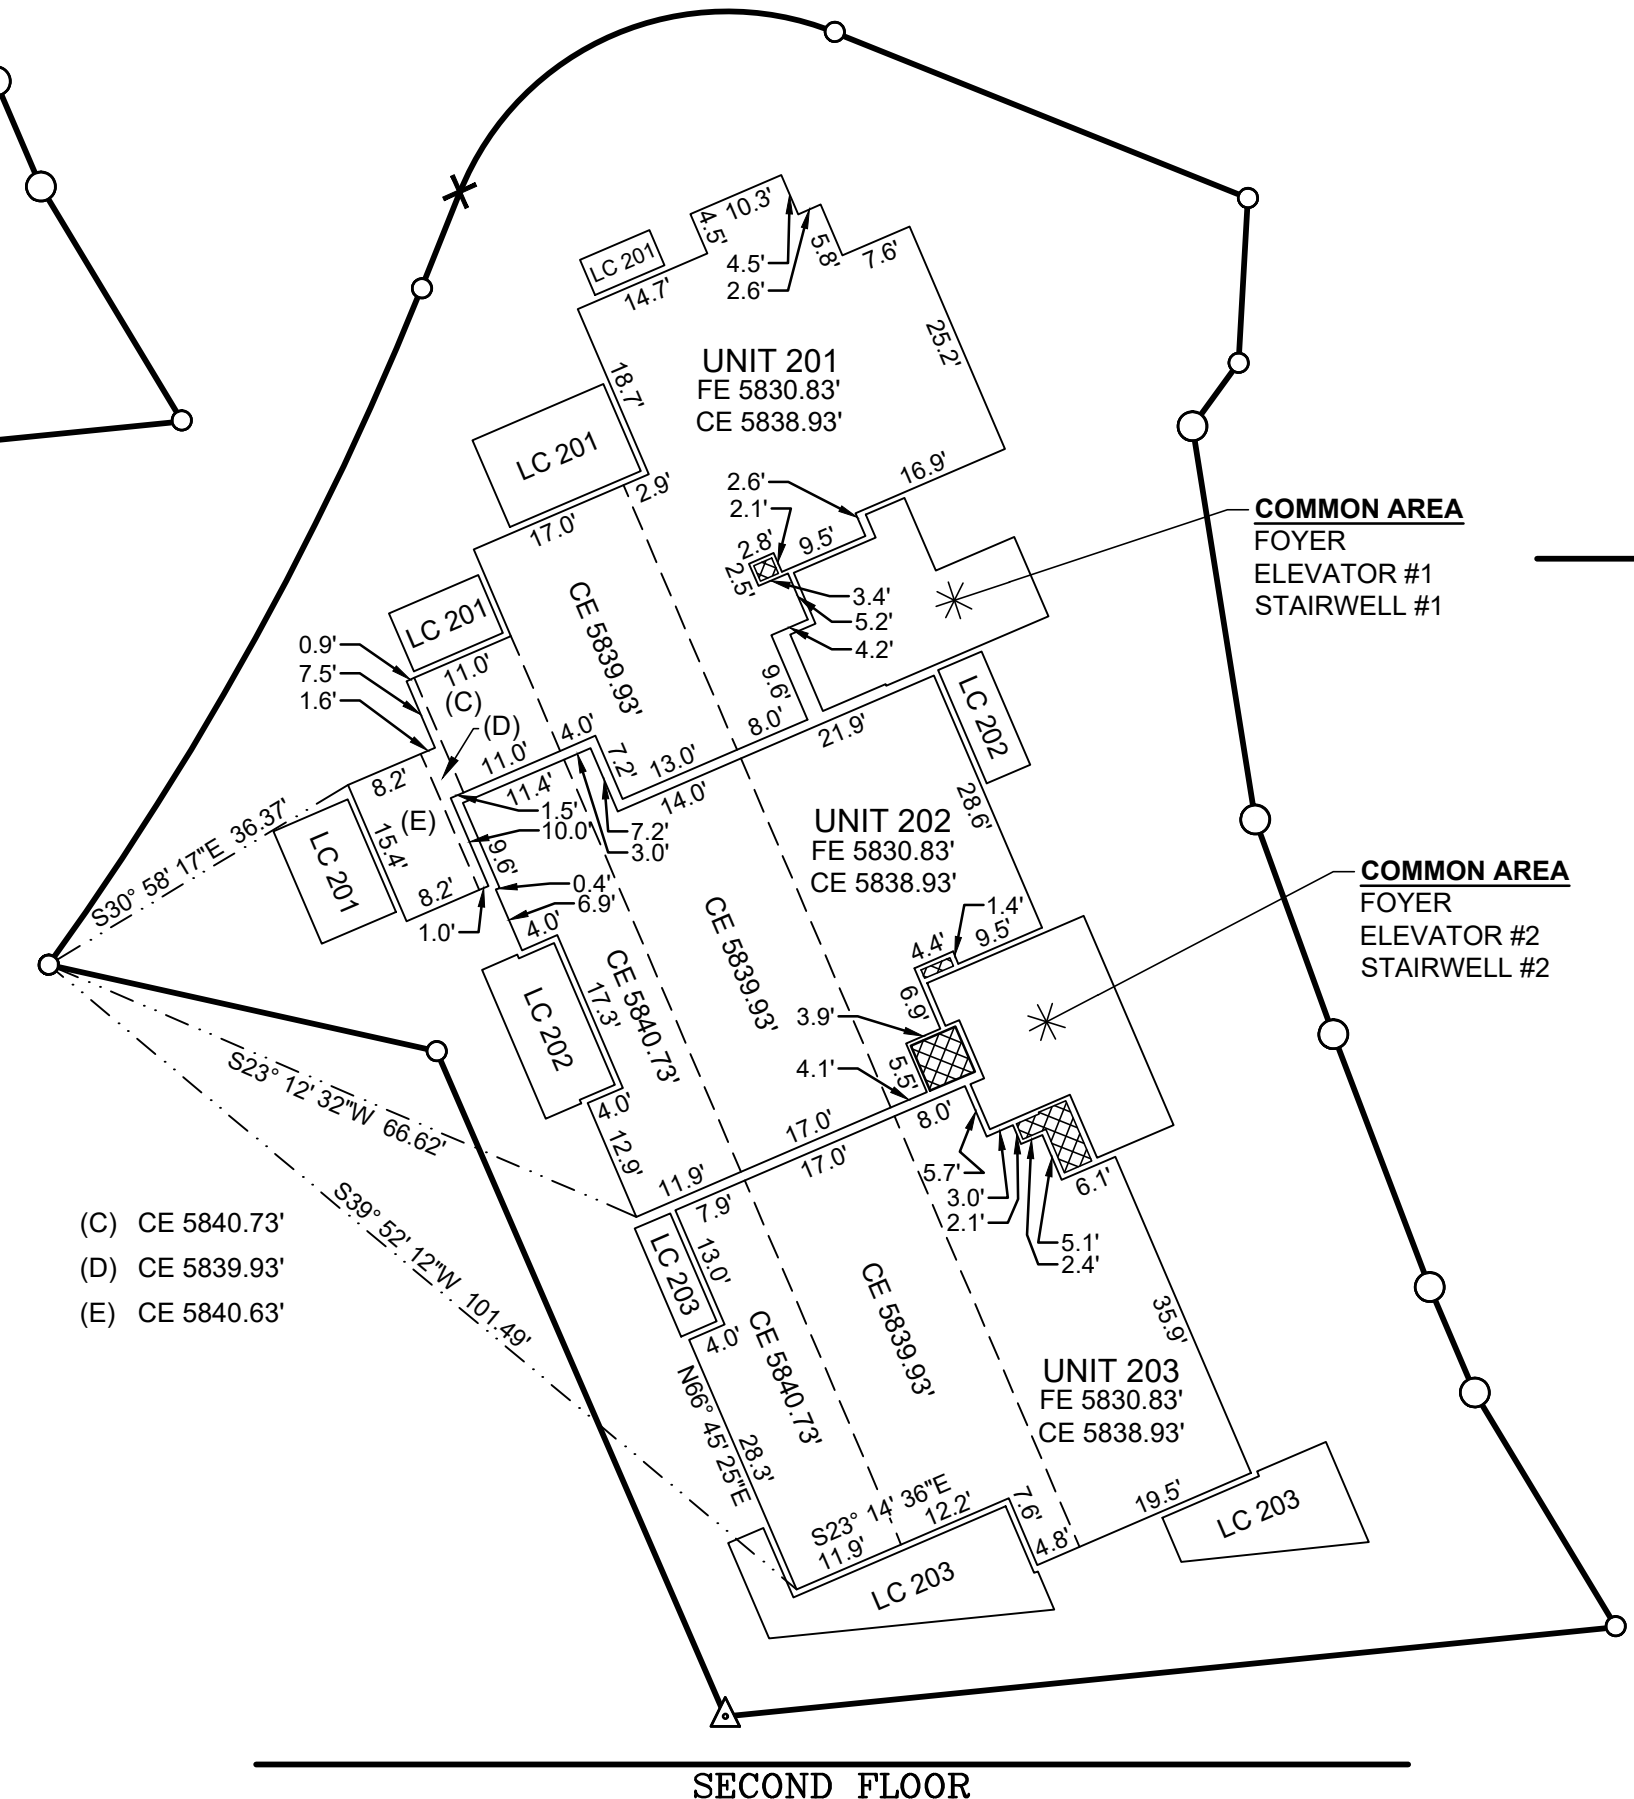 10.3'
4.5'
LC 201
14.7'
4.5'
2.6'
5.8'
7.6'
25.2'
UNIT 201
FE 5830.83'
CE 5838.93'
18.7'
LC 201
2.9'
17.0'
16.9'
2.6'
2.1'
2.8'
9.5'
2.5'
3.4'
5.2'
4.2'
COMMON AREA
FOYER
ELEVATOR #1
STAIRWELL #1
CE 5839.93'
LC 201
0.9'
7.5'
1.6'
11.0'
(C)
(D)
9.6'
8.0'
4.0'
11.0'
7.2'
13.0'
21.9'
14.0'
LC 202
8.2'
11.4'
1.5'
10.0'
7.2'
3.0'
(E)
15.4'
9.6'
8.2'
1.0'
0.4'
6.9'
4.0'
LC 201
S30° 58' 17"E 36.37'
28.6'
UNIT 202
FE 5830.83'
CE 5838.93'
COMMON AREA
FOYER
ELEVATOR #2
STAIRWELL #2
1.4'
4.4'
9.5'
6.9'
3.9'
4.1'
5.5'
CE 5839.93'
CE 5840.73'
17.3'
LC 202
4.0'
12.9'
11.9'
17.0'
17.0'
8.0'
7.9'
S23° 12' 32"W 66.62'
S39° 52' 12"W 101.49'
5.7'
3.0'
2.1'
6.1'
5.1'
2.4'
(C) CE 5840.73'
(D) CE 5839.93'
(E) CE 5840.63'
LC 203
13.0'
4.0'
CE 5840.73'
CE 5839.93'
35.9'
UNIT 203
FE 5830.83'
CE 5838.93'
N66° 45' 25"E
28.3'
S23° 14' 36"E
11.9'
12.2'
7.6'
4.8'
19.5'
LC 203
LC 203
SECOND FLOOR